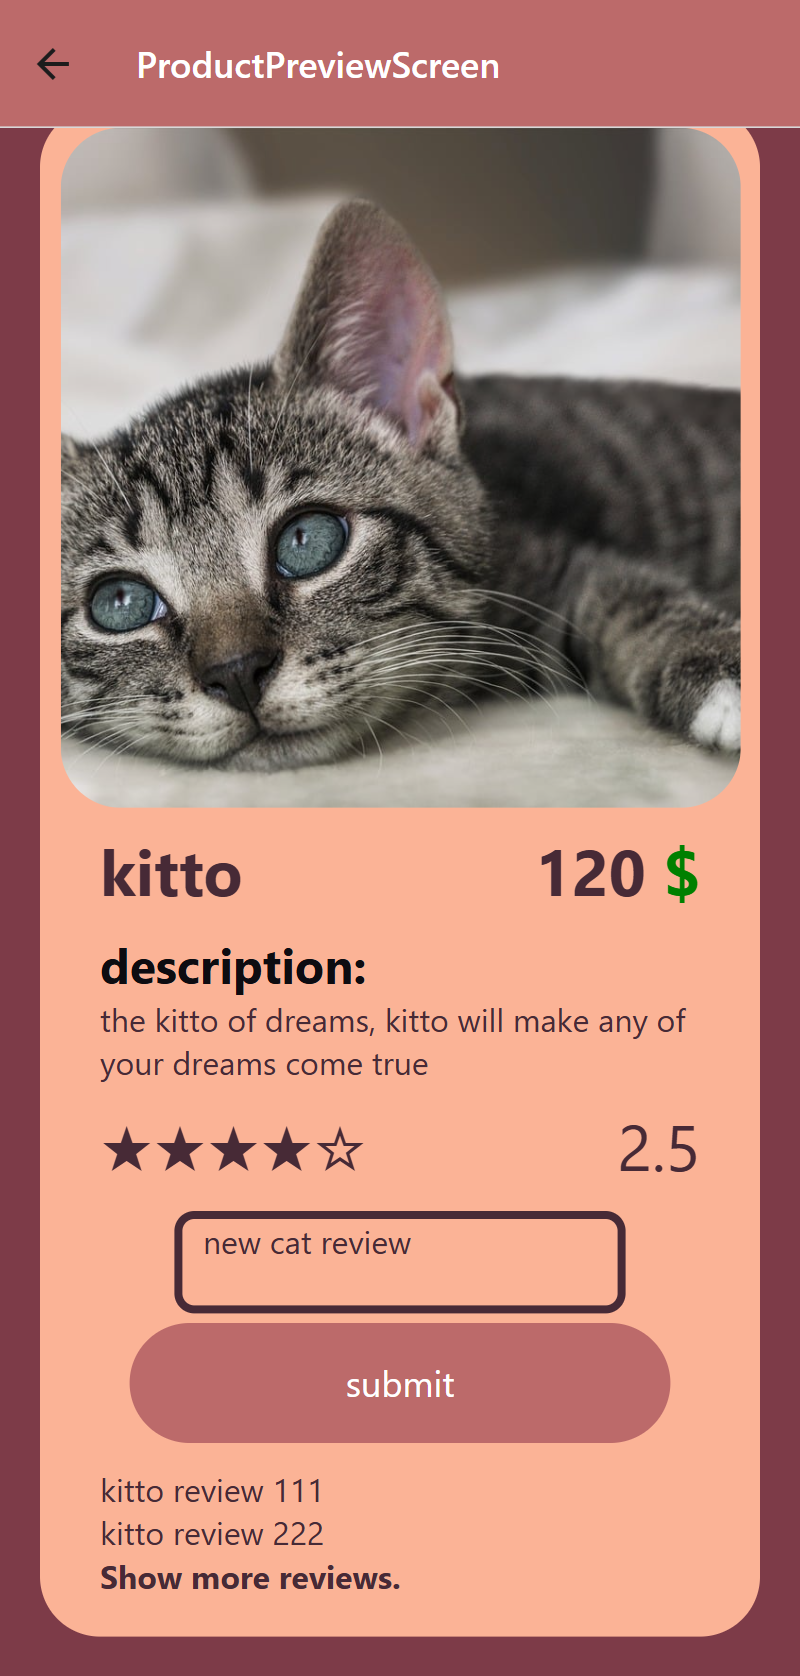 ProductPreviewScreen
kitto 120 $
description:
the kitto of dreams, kitto will make any of
your dreams come true
★★★★☆ 2.5
new cat review
submit
kitto review 111
kitto review 222
Show more reviews.